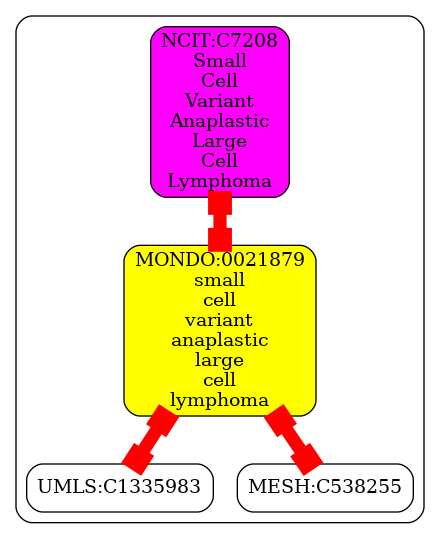 NCIT:C7208
Small
Cell
Variant
Anaplastic
Large
Cell
Lymphoma
MONDO:0021879
small
cell
variant
anaplastic
large
cell
lymphoma
UMLS:C1335983
MESH:C538255